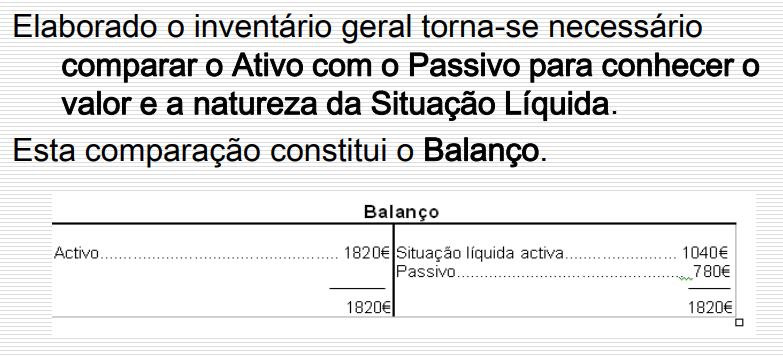 Elaborado o inventário geral torna-se necessário
comparar o Ativo com o Passivo para conhecer o
valor e a natureza da Situação Líquida.
Esta comparação constitui o Balanço.
Balanço
Activo.................................................... 1820€ Situação líquida activa........................ 1040€
Passivo................................................780€
1820€ 1820€